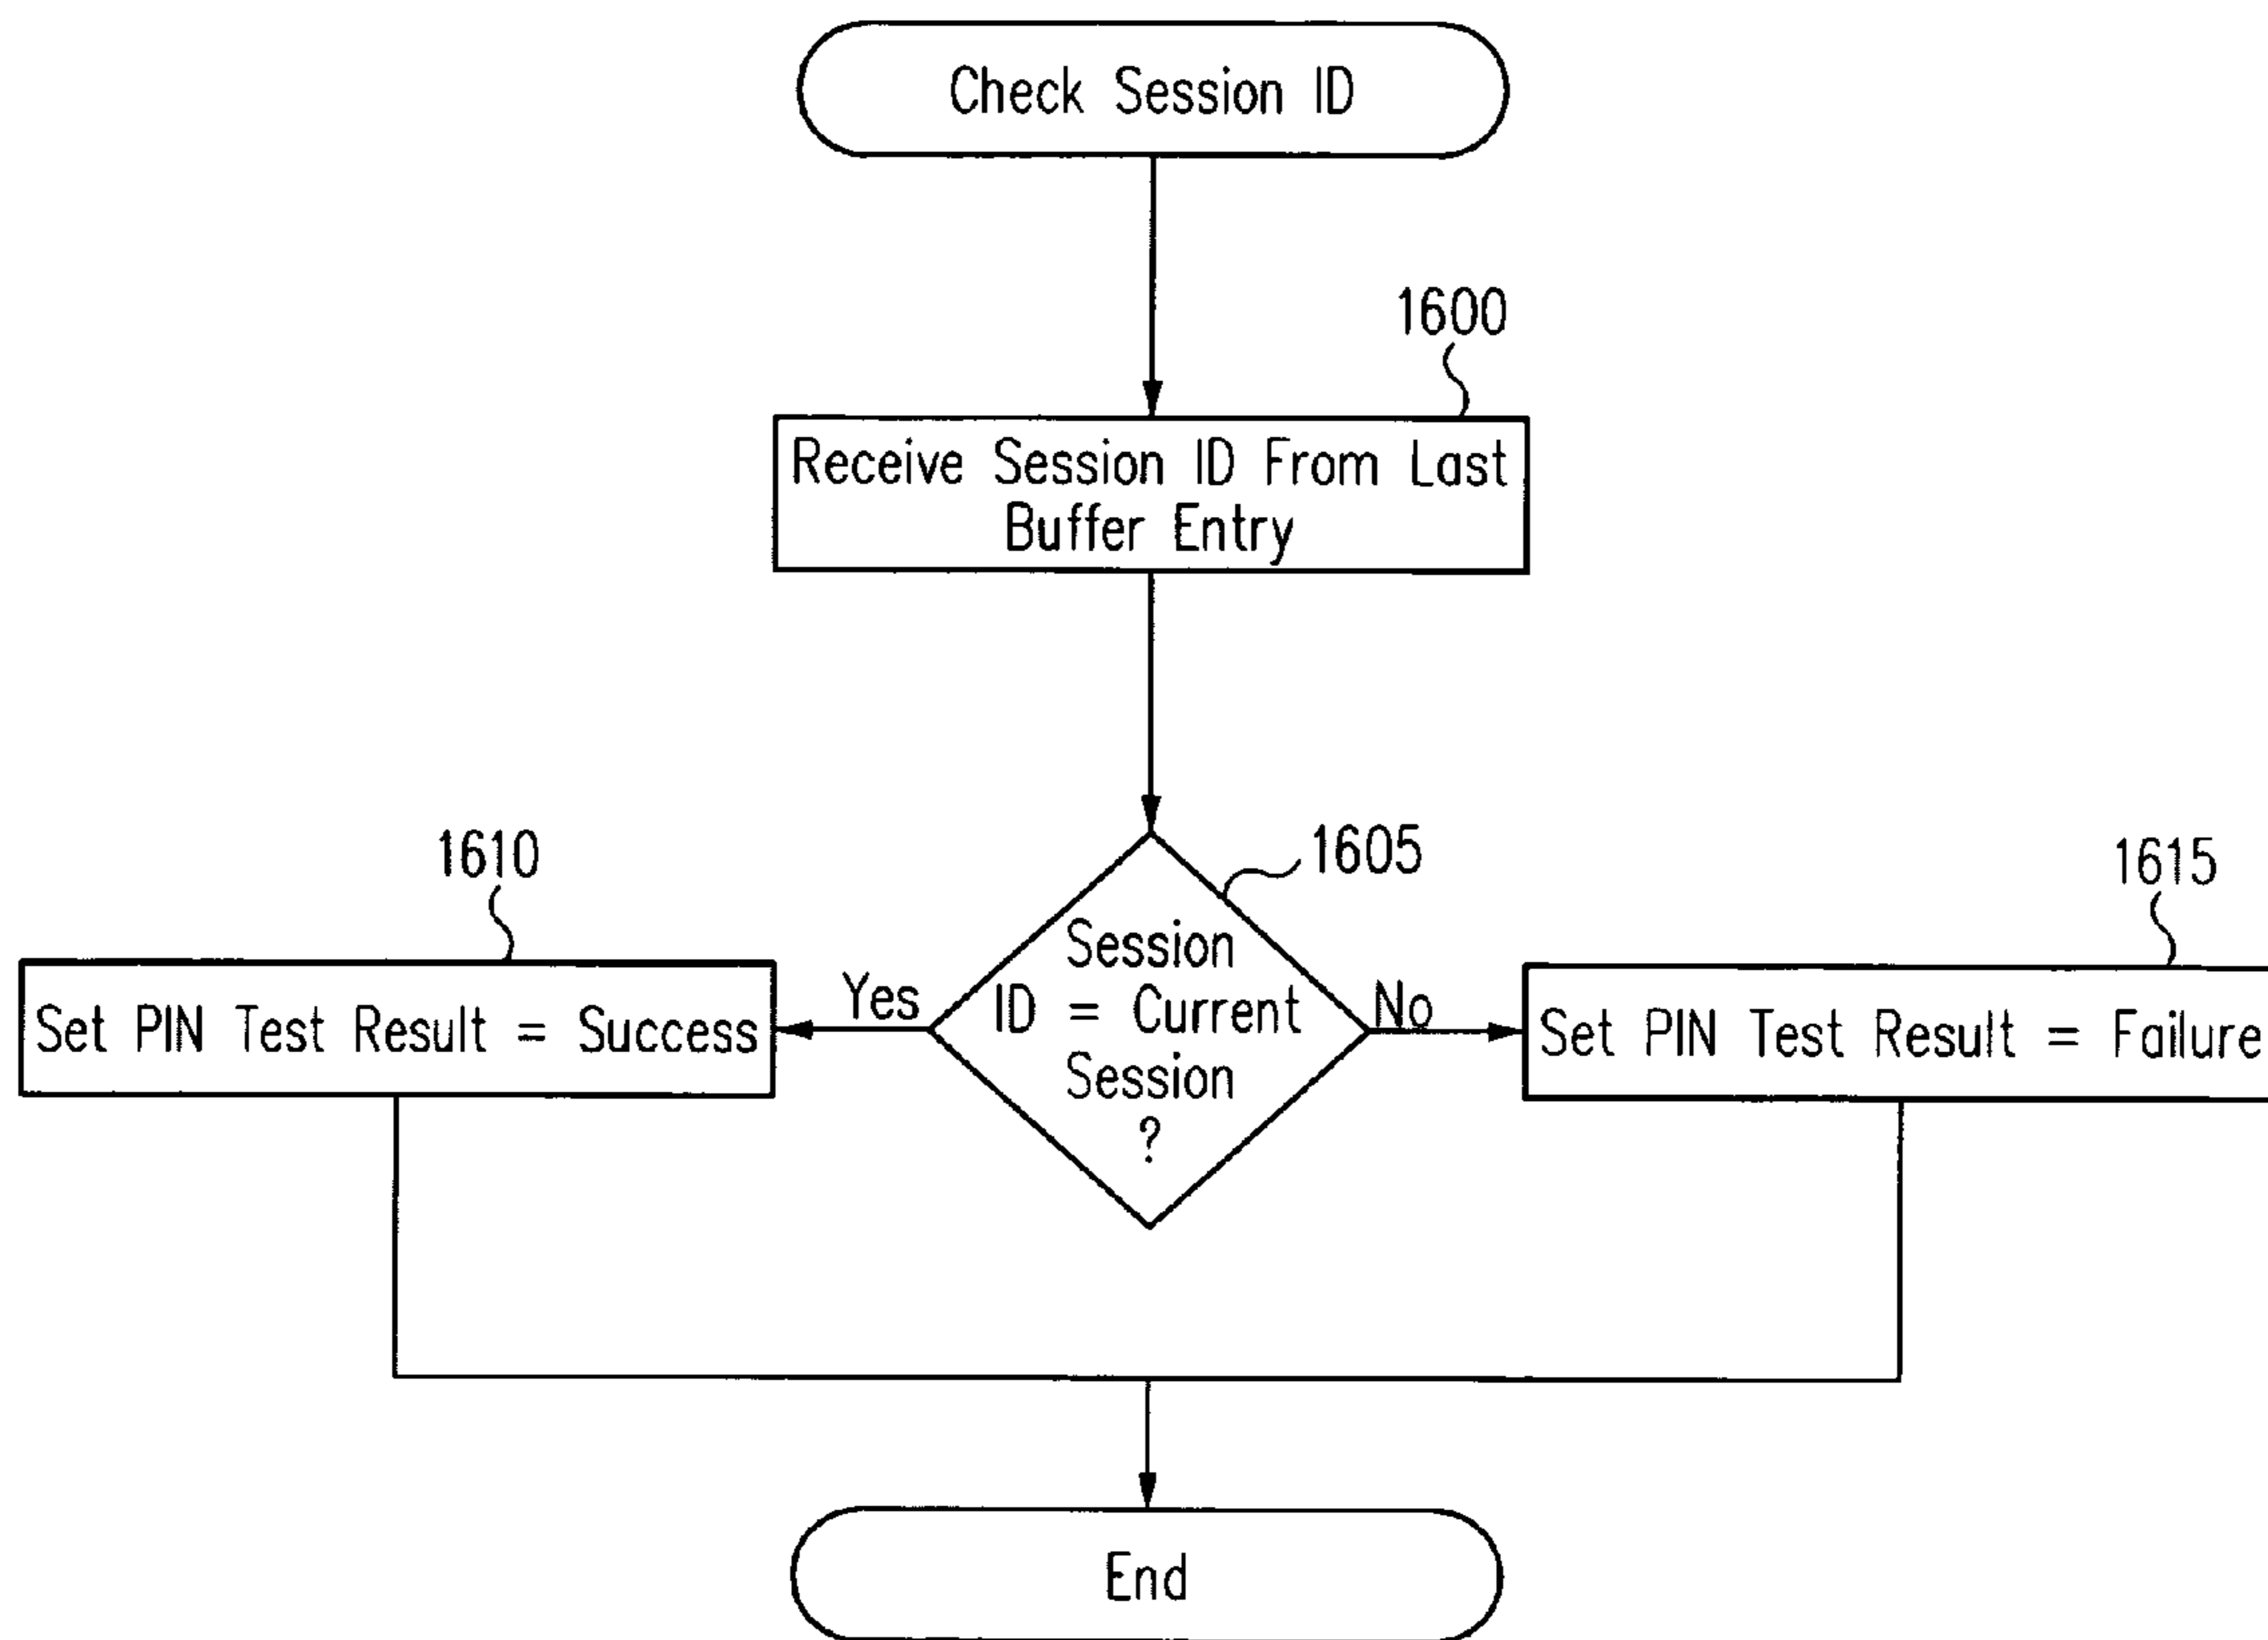 Check Session ID
1600
Receive Session ID From Last
Buffer Entry
1610
1605
1615
Session
ID = Current
Session
?
Yes
No
Set PIN Test Result = Success
Set PIN Test Result = Failure
End